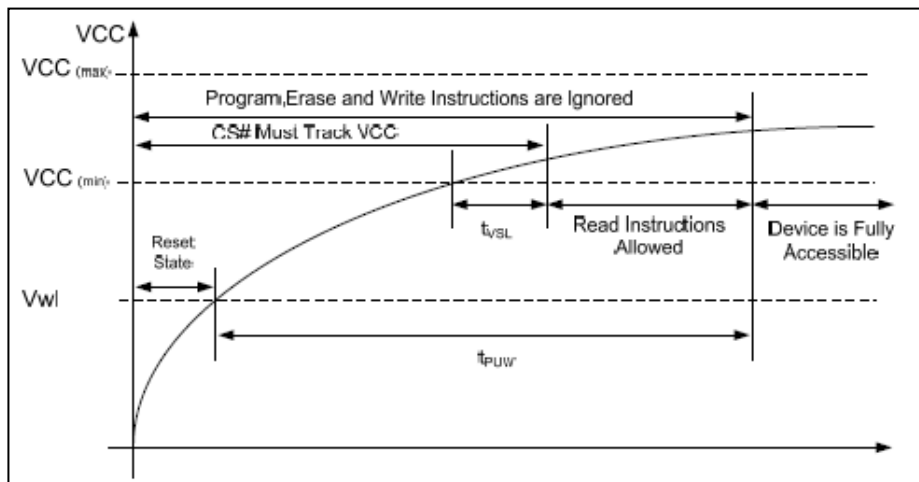 VCC
VCC (max)
Program,Erase and Write Instructions are Ignored
CS# Must Track VCC
VCC (min)
tVSL
Read Instructions
Allowed
Device is Fully
Accessible
Reset
State
Vwl
tPUW